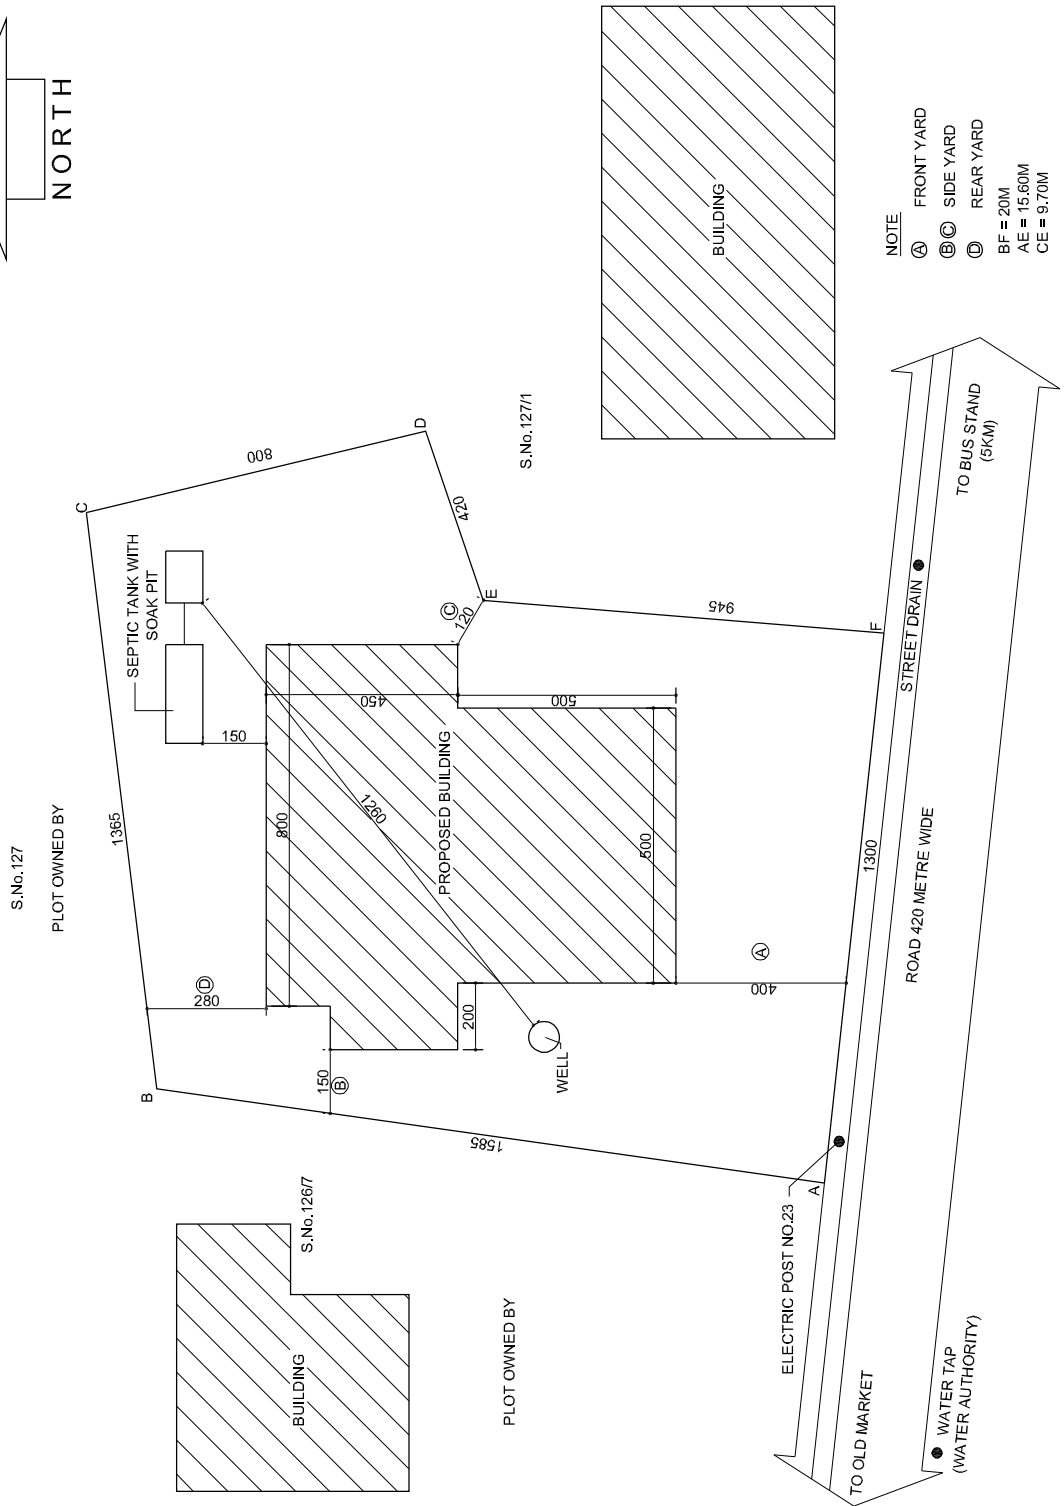 NORTH
S.No.127
PLOT OWNED BY
C
D
B
A
E
F
1365
800
420
945
1300
1585
SEPTIC TANK WITH
SOAK PIT
150
280
D
800
450
500
500
1260
PROPOSED BUILDING
C
120
150
B
200
WELL
400
A
S.No.127/1
BUILDING
S.No.126/7
BUILDING
PLOT OWNED BY
ELECTRIC POST NO.23
STREET DRAIN
ROAD 420 METRE WIDE
TO BUS STAND
(5KM)
TO OLD MARKET
WATER TAP
(WATER AUTHORITY)
NOTE
A FRONT YARD
B C SIDE YARD
D REAR YARD
BF = 20M
AE = 15.60M
CE = 9.70M